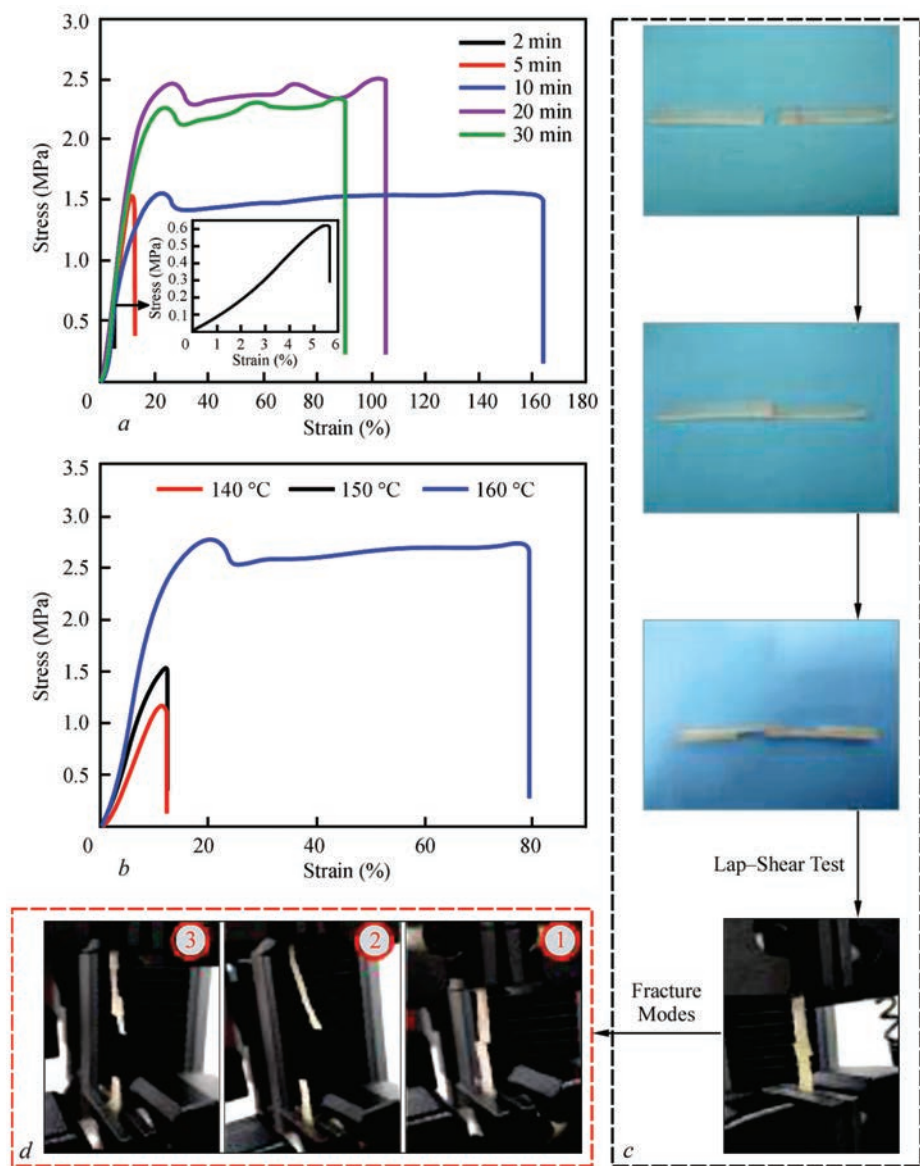 3.0
2.5
2.0
1.5
1.0
0.5
0
Stress (MPa)
2 min
5 min
10 min
20 min
30 min
0.6
0.5
0.4
0.3
0.2
0.1
Stress (MPa)
0 1 2 3 4 5 6
Strain (%)
20 40 60 80 100 120 140 160 180
a
Strain (%)
3.5
3.0
2.5
2.0
1.5
1.0
0.5
0
Stress (MPa)
140 °C 150 °C 160 °C
20 40 60 80
b
Strain (%)
Lap–Shear Test
Fracture
Modes
3
2
1
d
c